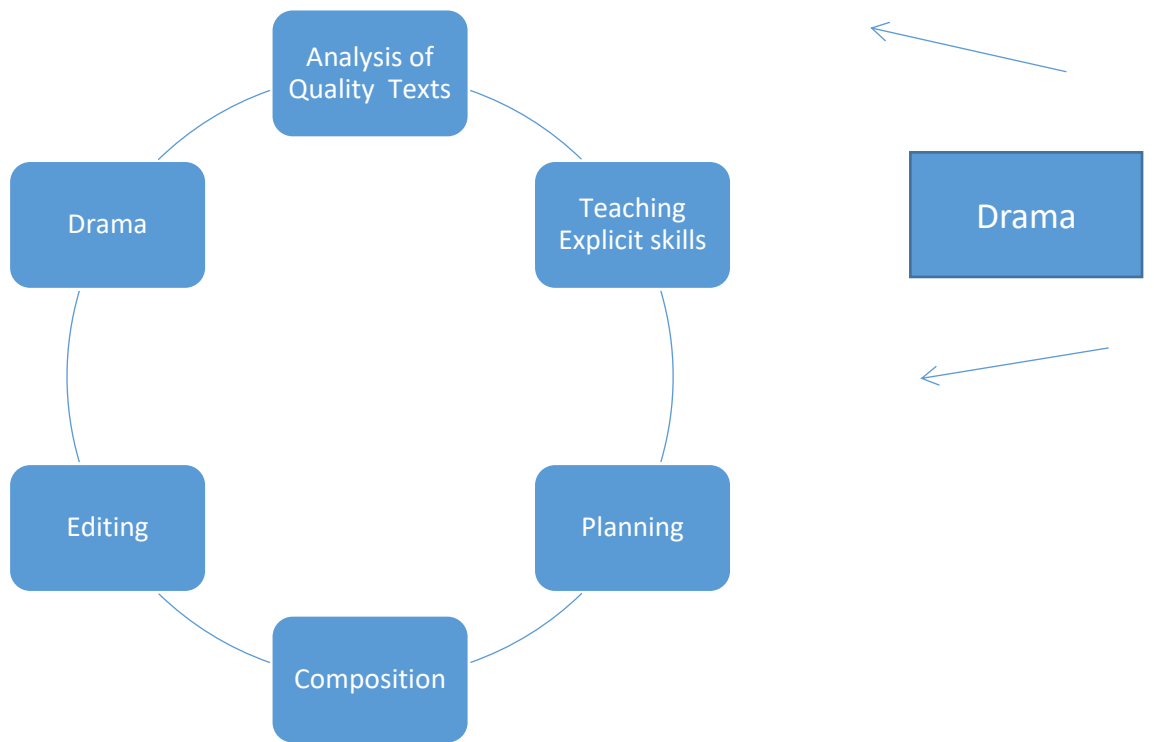 Analysis of
Quality Texts
Teaching
Explicit skills
Planning
Composition
Editing
Drama
Drama